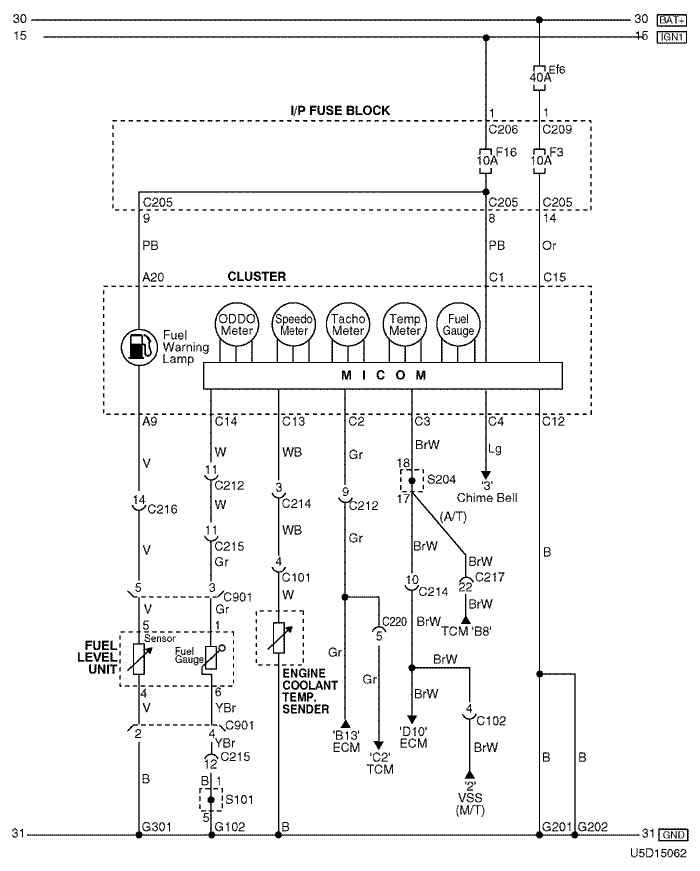 30 30 BAT+
15 15 IGN1
Ef6
40A
I/P FUSE BLOCK
1 1
C206 C209
F16 F3
10A 10A
C205 C205 C205
9 8 14
PB PB Or
A20 CLUSTER C1 C15
ODDO Meter
Speedo Meter
Tacho Meter
Temp Meter
Fuel Gauge
Fuel
Warning
Lamp
M I C O M
A9 C14 C13 C2 C3 C4 C12
V W WB Gr BrW Lg
11 C212
3 C214
9 C212
18 S204 17
'3'
Chime Bell
14 C216
W WB Gr (A/T)
11 C215
V Gr
4 C101
W
BrW BrW B
22 C217
10 C214
BrW BrW
TCM 'B8'
5 3 C901
V Gr
5 1
Sensor
Fuel
Gauge
FUEL
LEVEL
UNIT
4 6
V YBr
ENGINE
COOLANT
TEMP.
SENDER
C220
5
Gr Gr
BrW
BrW
'B13'
ECM
'C2'
TCM
'D10'
ECM
4 C102
BrW
'2'
VSS
(M/T)
2 4 C901
YBr
12 C215
B B 1
S101
5
B B
G301 G102 B G201 G202
31 31 GND
U5D15062